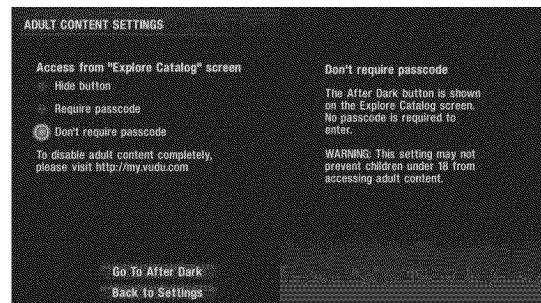 ADULT CONTENT SETTINGS
Access from "Explore Catalog" screen
Hide button
Require passcode
Don't require passcode
To disable adult content completely,
please visit http://my.vudu.com
Go To After Dark
Back to Settings
Don't require passcode
The After Dark button is shown
on the Explore Catalog screen.
No passcode is required to
enter.
WARNING: This setting may not
prevent children under 18 from
accessing adult content.